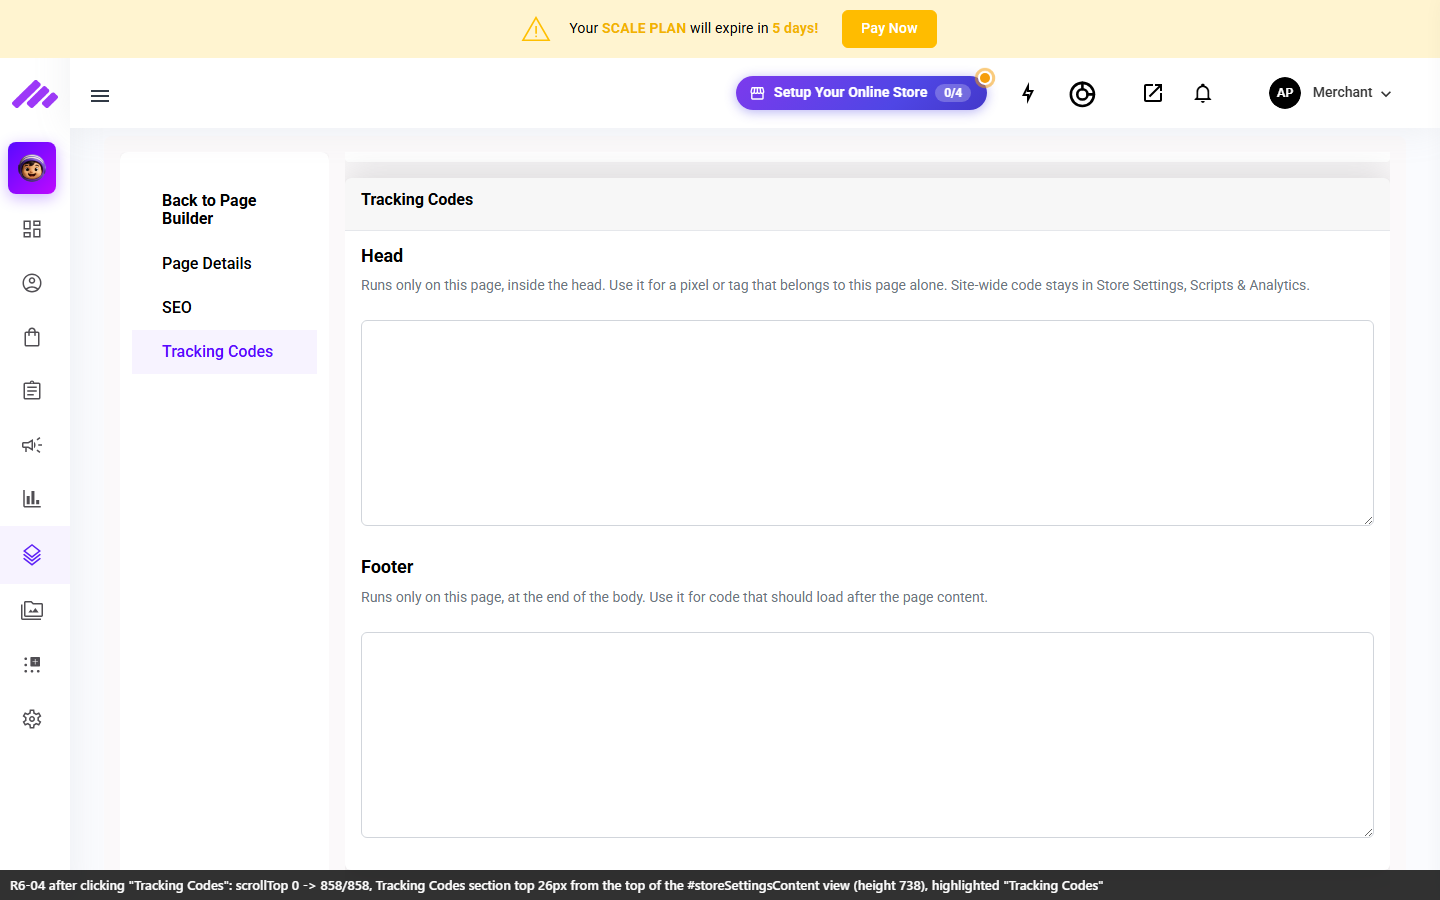 Your SCALE PLAN will expire in 5 days!
Pay Now
Setup Your Online Store 0/4
AP Merchant
Back to Page
Builder
Page Details
SEO
Tracking Codes
Tracking Codes
Head
Runs only on this page, inside the head. Use it for a pixel or tag that belongs to this page alone. Site-wide code stays in Store Settings, Scripts & Analytics.
Footer
Runs only on this page, at the end of the body. Use it for code that should load after the page content.
R6-04 after clicking "Tracking Codes": scrollTop 0 -> 858/858, Tracking Codes section top 26px from the top of the #storeSettingsContent view (height 738), highlighted "Tracking Codes"